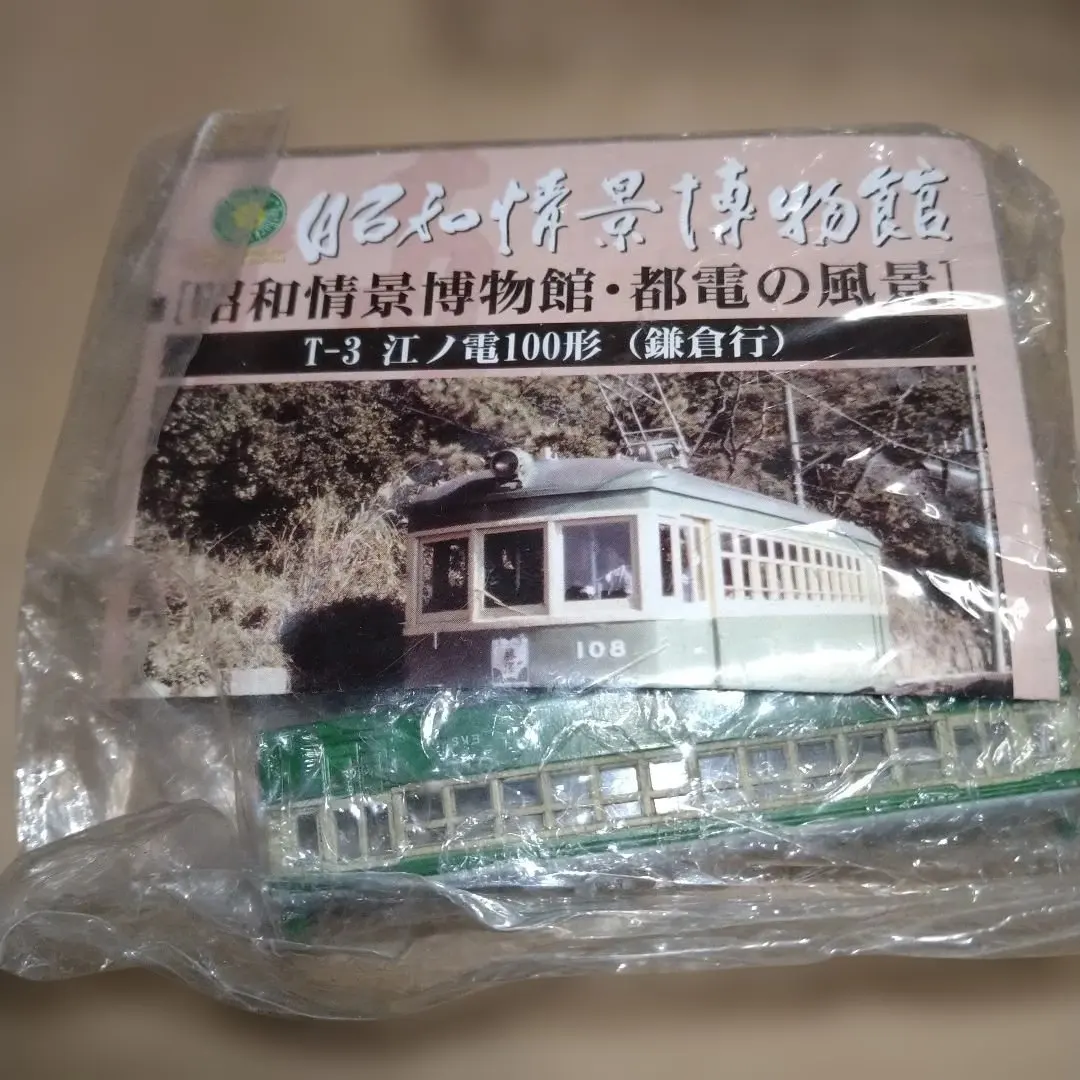 昭和情景博物館
[昭和情景博物館・都電の風景]
T-3 江ノ電100形（鎌倉行）
108